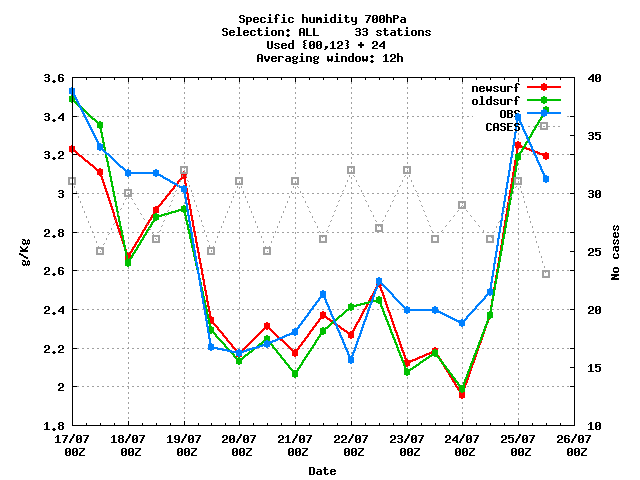 Specific humidity 700hPa
Selection: ALL 33 stations
Used {00,12} + 24
Averaging window: 12h
3,6
3,4
3,2
3
2,8
2,6
2,4
2,2
2
1,8
g/Kg
40
35
30
25
20
15
10
No cases
newsurf
oldsurf
OBS
CASES
17/07 18/07 19/07 20/07 21/07 22/07 23/07 24/07 25/07 26/07
00Z 00Z 00Z 00Z 00Z 00Z 00Z 00Z 00Z 00Z
Date